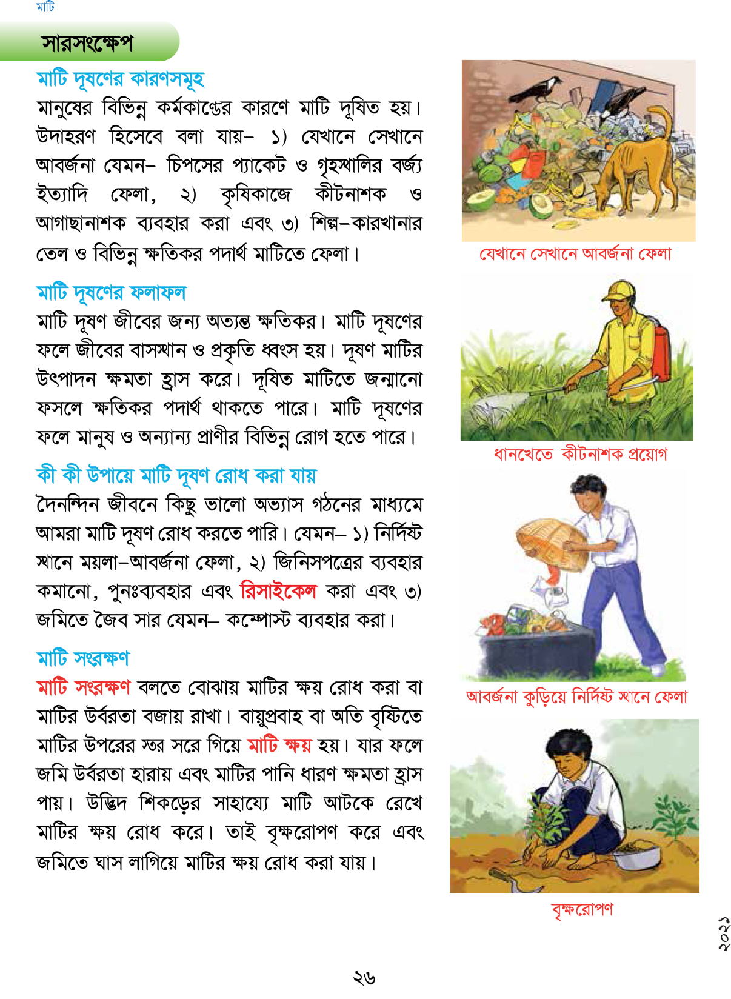 মাটি
সারসংক্ষেপ
মাটি দূষণের কারণসমূহ
মানুষের বিভিন্ন কর্মকাণ্ডের কারণে মাটি দূষিত হয়।
উদাহরণ হিসেবে বলা যায়– ১) যেখানে সেখানে
আবর্জনা যেমন– চিপসের প্যাকেট ও গৃহস্থালির বর্জ্য
ইত্যাদি ফেলা, ২) কৃষিকাজে কীটনাশক ও
আগাছানাশক ব্যবহার করা এবং ৩) শিল্প–কারখানার
তেল ও বিভিন্ন ক্ষতিকর পদার্থ মাটিতে ফেলা।
যেখানে সেখানে আবর্জনা ফেলা
মাটি দূষণের ফলাফল
মাটি দূষণ জীবের জন্য অত্যন্ত ক্ষতিকর। মাটি দূষণের
ফলে জীবের বাসস্থান ও প্রকৃতি ধ্বংস হয়। দূষণ মাটির
উৎপাদন ক্ষমতা হ্রাস করে। দূষিত মাটিতে জন্মানো
ফসলে ক্ষতিকর পদার্থ থাকতে পারে। মাটি দূষণের
ফলে মানুষ ও অন্যান্য প্রাণীর বিভিন্ন রোগ হতে পারে।
ধানখেতে কীটনাশক প্রয়োগ
কী কী উপায়ে মাটি দূষণ রোধ করা যায়
দৈনন্দিন জীবনে কিছু ভালো অভ্যাস গঠনের মাধ্যমে
আমরা মাটি দূষণ রোধ করতে পারি। যেমন– ১) নির্দিষ্ট
স্থানে ময়লা–আবর্জনা ফেলা, ২) জিনিসপত্রের ব্যবহার
কমানো, পুনঃব্যবহার এবং রিসাইকেল করা এবং ৩)
জমিতে জৈব সার যেমন– কম্পোস্ট ব্যবহার করা।
মাটি সংরক্ষণ
মাটি সংরক্ষণ বলতে বোঝায় মাটির ক্ষয় রোধ করা বা
মাটির উর্বরতা বজায় রাখা। বায়ুপ্রবাহ বা অতি বৃষ্টিতে
মাটির উপরের স্তর সরে গিয়ে মাটি ক্ষয় হয়। যার ফলে
জমি উর্বরতা হারায় এবং মাটির পানি ধারণ ক্ষমতা হ্রাস
পায়। উদ্ভিদ শিকড়ের সাহায্যে মাটি আটকে রেখে
মাটির ক্ষয় রোধ করে। তাই বৃক্ষরোপণ করে এবং
জমিতে ঘাস লাগিয়ে মাটির ক্ষয় রোধ করা যায়।
আবর্জনা কুড়িয়ে নির্দিষ্ট স্থানে ফেলা
বৃক্ষরোপণ
২০২১
২৬